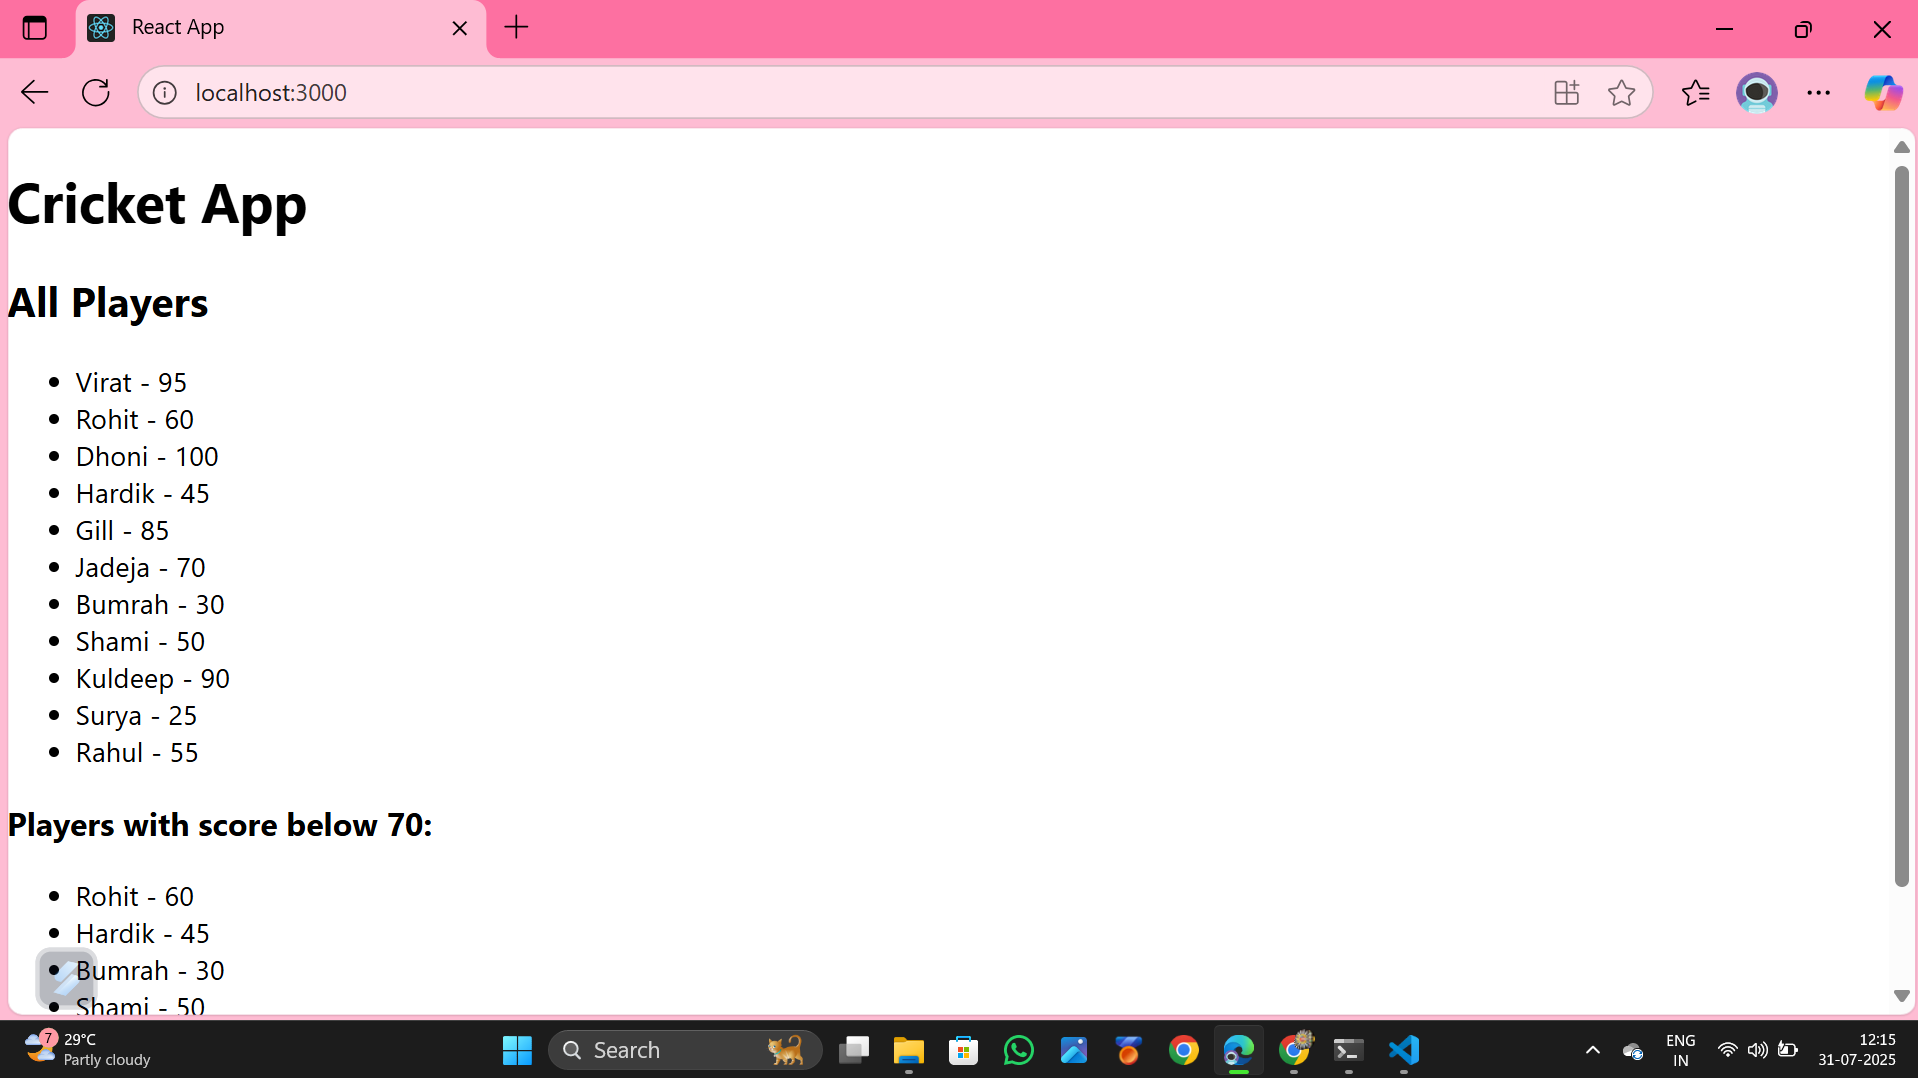 React App
localhost:3000
Cricket App
All Players
Virat - 95
Rohit - 60
Dhoni - 100
Hardik - 45
Gill - 85
Jadeja - 70
Bumrah - 30
Shami - 50
Kuldeep - 90
Surya - 25
Rahul - 55
Players with score below 70:
Rohit - 60
Hardik - 45
Bumrah - 30
Shami - 50
7
29°C
Partly cloudy
Search
ENG
IN
12:15
31-07-2025